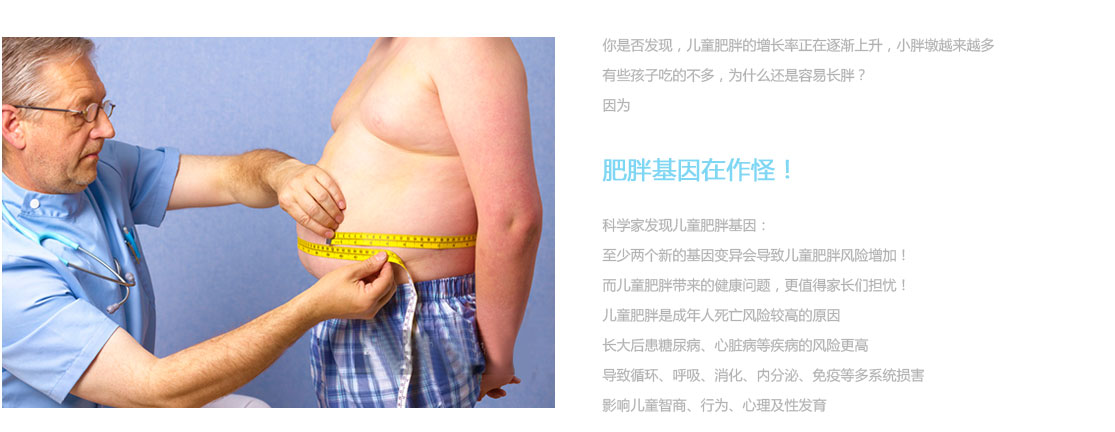 你是否发现，儿童肥胖的增长率正在逐渐上升，小胖墩越来越多
有些孩子吃的不多，为什么还是容易长胖？
因为
肥胖基因在作怪！
科学家发现儿童肥胖基因：
至少两个新的基因变异会导致儿童肥胖风险增加！
而儿童肥胖带来的健康问题，更值得家长们担忧！
儿童肥胖是成年人死亡风险较高的原因
长大后患糖尿病、心脏病等疾病的风险更高
导致循环、呼吸、消化、内分泌、免疫等多系统损害
影响儿童智商、行为、心理及性发育